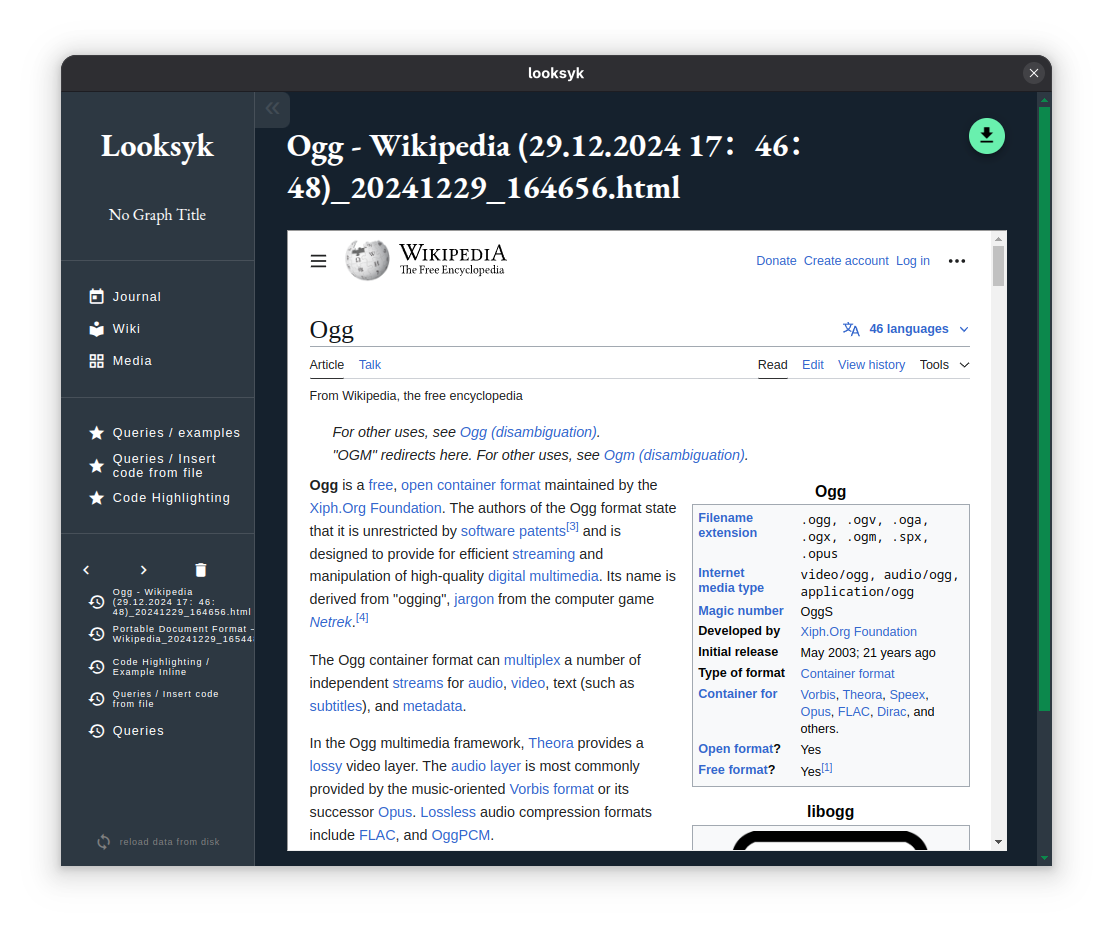 looksyk
Looksyk
No Graph Title
Journal
Wiki
Media
Queries / examples
Queries / Insert
code from file
Code Highlighting
Ogg - Wikipedia
(29.12.2024 17： 46：
48)_20241229_164656.html
Portable Document Format –
Wikipedia_20241229_16544
Code Highlighting /
Example Inline
Queries / Insert code
from file
Queries
reload data from disk
Ogg - Wikipedia (29.12.2024 17： 46：
48)_20241229_164656.html
WIKIPEDIA
The Free Encyclopedia
Donate Create account Log in
Ogg
46 languages
Article Talk
Read Edit View history Tools
From Wikipedia, the free encyclopedia
For other uses, see Ogg (disambiguation).
"OGM" redirects here. For other uses, see Ogm (disambiguation).
Ogg is a free, open container format maintained by the
Xiph.Org Foundation. The authors of the Ogg format state
that it is unrestricted by software patents[3] and is
designed to provide for efficient streaming and
manipulation of high-quality digital multimedia. Its name is
derived from "ogging", jargon from the computer game
Netrek.[4]
The Ogg container format can multiplex a number of
independent streams for audio, video, text (such as
subtitles), and metadata.
In the Ogg multimedia framework, Theora provides a
lossy video layer. The audio layer is most commonly
provided by the music-oriented Vorbis format or its
successor Opus. Lossless audio compression formats
include FLAC, and OggPCM.
Ogg
Filename
extension
.ogg, .ogv, .oga,
.ogx, .ogm, .spx,
.opus
Internet
media type
video/ogg, audio/ogg,
application/ogg
Magic number OggS
Developed by Xiph.Org Foundation
Initial release May 2003; 21 years ago
Type of format Container format
Container for Vorbis, Theora, Speex,
Opus, FLAC, Dirac, and
others.
Open format? Yes
Free format? Yes[1]
libogg